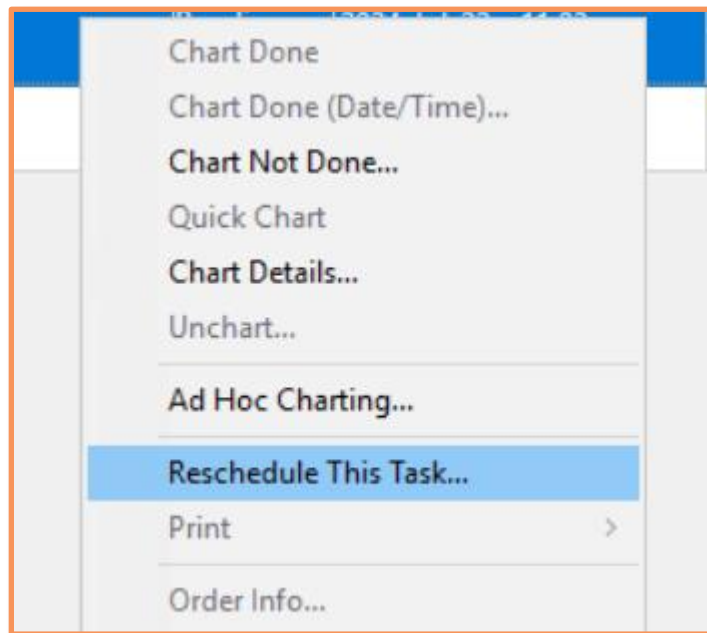 Chart Done
Chart Done (Date/Time)...
Chart Not Done...
Quick Chart
Chart Details...
Unchart...
Ad Hoc Charting...
Reschedule This Task...
Print
Order Info...